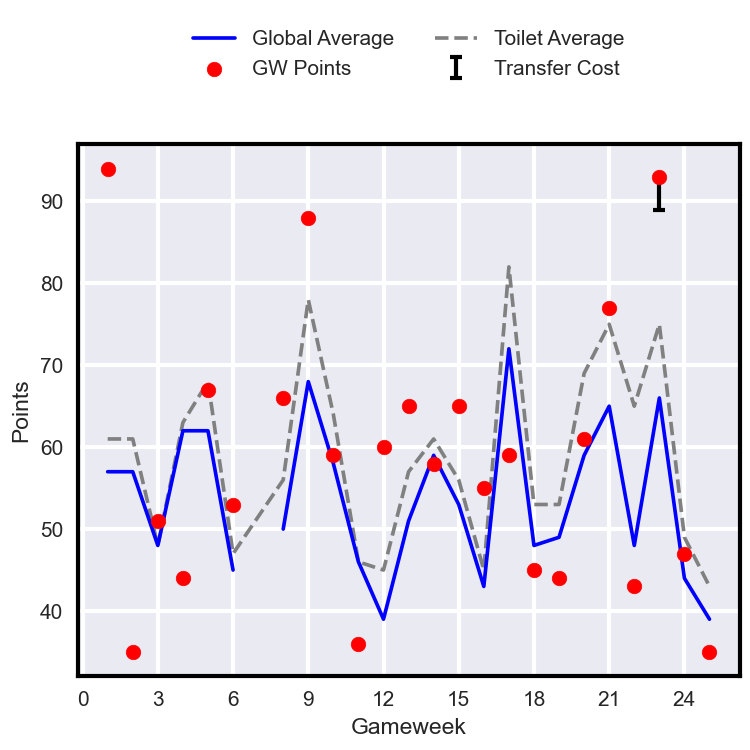 Global Average
Toilet Average
GW Points
Transfer Cost
90
80
70
60
50
40
Points
0 3 6 9 12 15 18 21 24
Gameweek